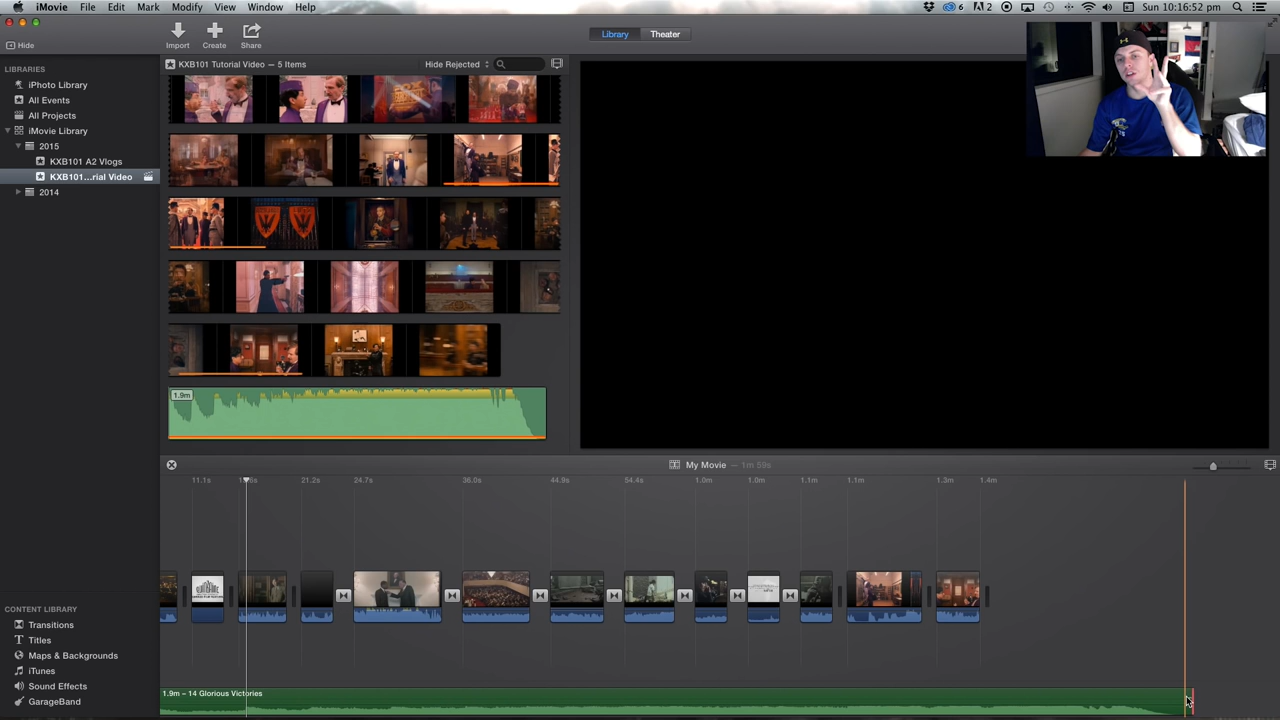 iMovie File Edit Mark Modify View Window Help
6 2 Sun 10:16:52 pm
Hide
Import Create Share
Library Theater
LIBRARIES
iPhoto Library
All Events
All Projects
iMovie Library
2015
KXB101 A2 Vlogs
KXB101...rial Video
2014
KXB101 Tutorial Video — 5 Items Hide Rejected
1.9m
My Movie — 1m 59s
11.1s 21.2s 24.7s 36.0s 44.9s 54.4s 1.0m 1.0m 1.1m 1.1m 1.3m 1.4m
CONTENT LIBRARY
Transitions
Titles
Maps & Backgrounds
iTunes
Sound Effects
GarageBand
1.9m – 14 Glorious Victories